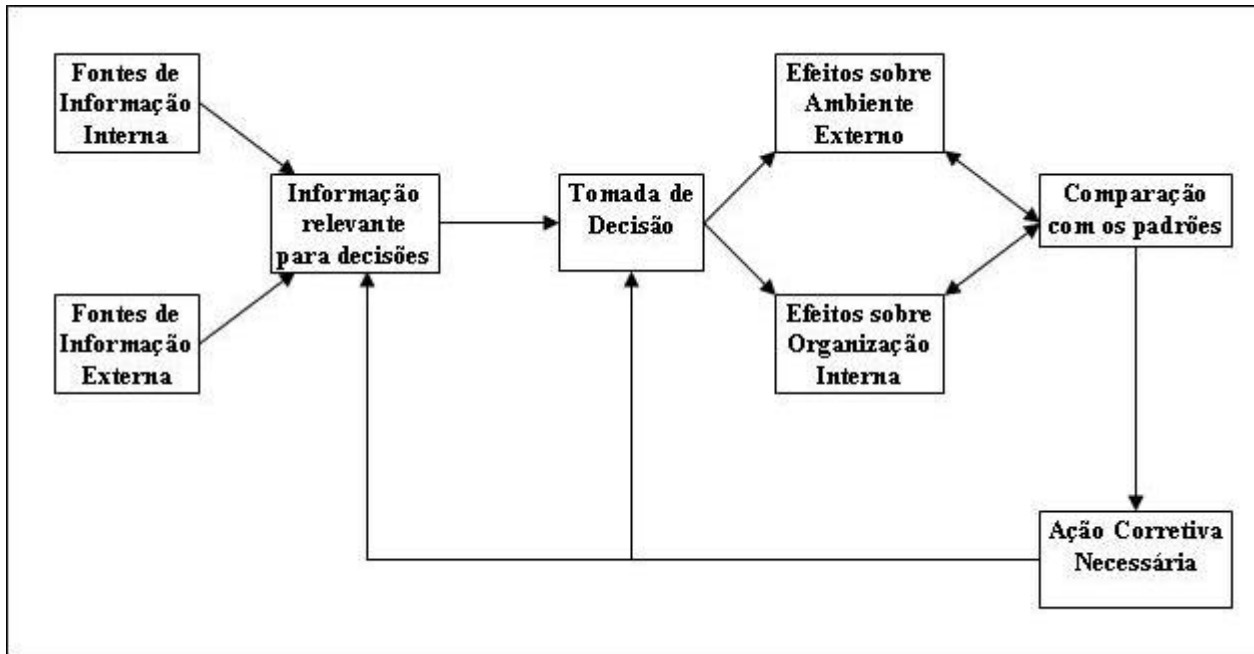 Fontes de
Informação
Interna
Fontes de
Informação
Externa
Informação
relevante
para decisões
Tomada de
Decisão
Efeitos sobre
Ambiente
Externo
Efeitos sobre
Organização
Interna
Comparação
com os padrões
Ação Corretiva
Necessária